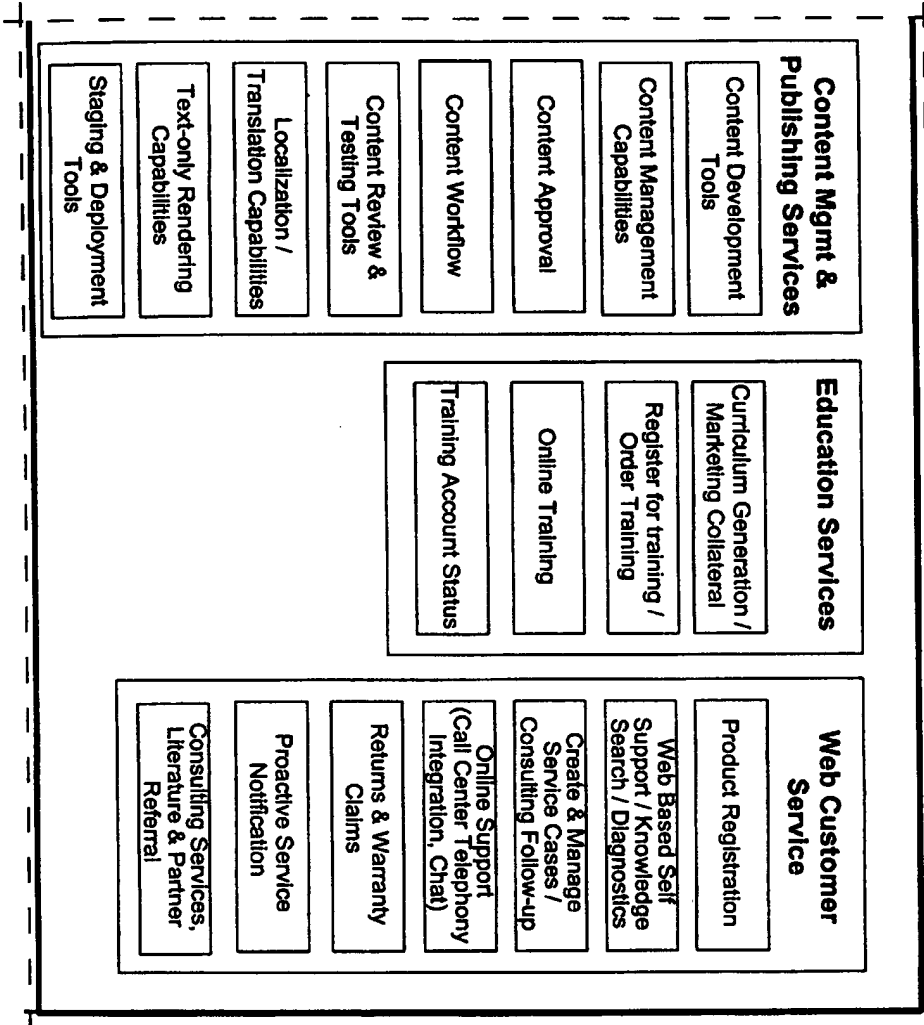 Content Mgmt &
Publishing Services
Content Development
Tools
Content Management
Capabilities
Content Approval
Content Workflow
Content Review &
Testing Tools
Localization /
Translation Capabilities
Text-only Rendering
Capabilities
Staging & Deployment
Tools
Education Services
Curriculum Generation /
Marketing Collateral
Register for training /
Order Training
Online Training
Training Account Status
Web Customer
Service
Product Registration
Web Based Self
Support / Knowledge
Search / Diagnostics
Create & Manage
Service Cases /
Consulting Follow-up
Online Support
(Call Center Telephony
Integration, Chat)
Returns & Warranty
Claims
Proactive Service
Notification
Consulting Services,
Literature & Partner
Referral